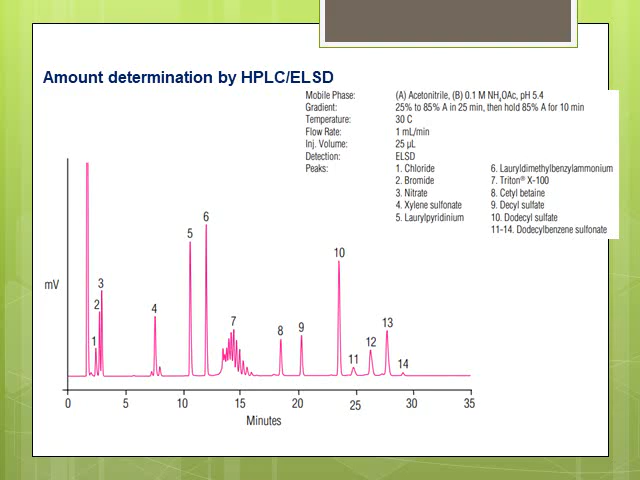 Amount determination by HPLC/ELSD
Mobile Phase: (A) Acetonitrile, (B) 0.1 M NH4OAc, pH 5.4
Gradient: 25% to 85% A in 25 min, then hold 85% A for 10 min
Temperature: 30 C
Flow Rate: 1 mL/min
Inj. Volume: 25 µL
Detection: ELSD
Peaks: 1. Chloride 6. Lauryldimethylbenzylammonium
2. Bromide 7. Triton® X-100
3. Nitrate 8. Cetyl betaine
4. Xylene sulfonate 9. Decyl sulfate
5. Laurylpyridinium 10. Dodecyl sulfate
11-14. Dodecylbenzene sulfonate
6
5
10
3
2
4
7
13
9
8
12
1
11
14
mV
0 5 10 15 20 25 30 35
Minutes